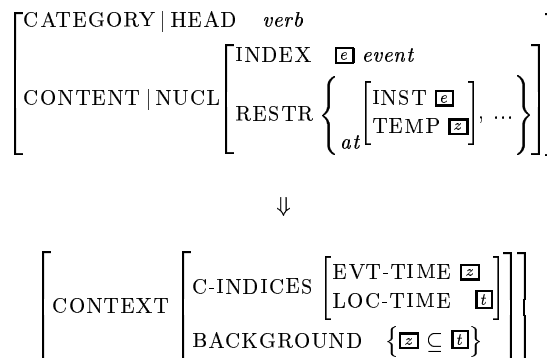 CATEGORY | HEAD verb
CONTENT | NUCL
INDEX e event
RESTR { at [INST e
TEMP z], ... }
⇓
CONTEXT
C-INDICES [EVT-TIME z
LOC-TIME t]
BACKGROUND {z ⊆ t}